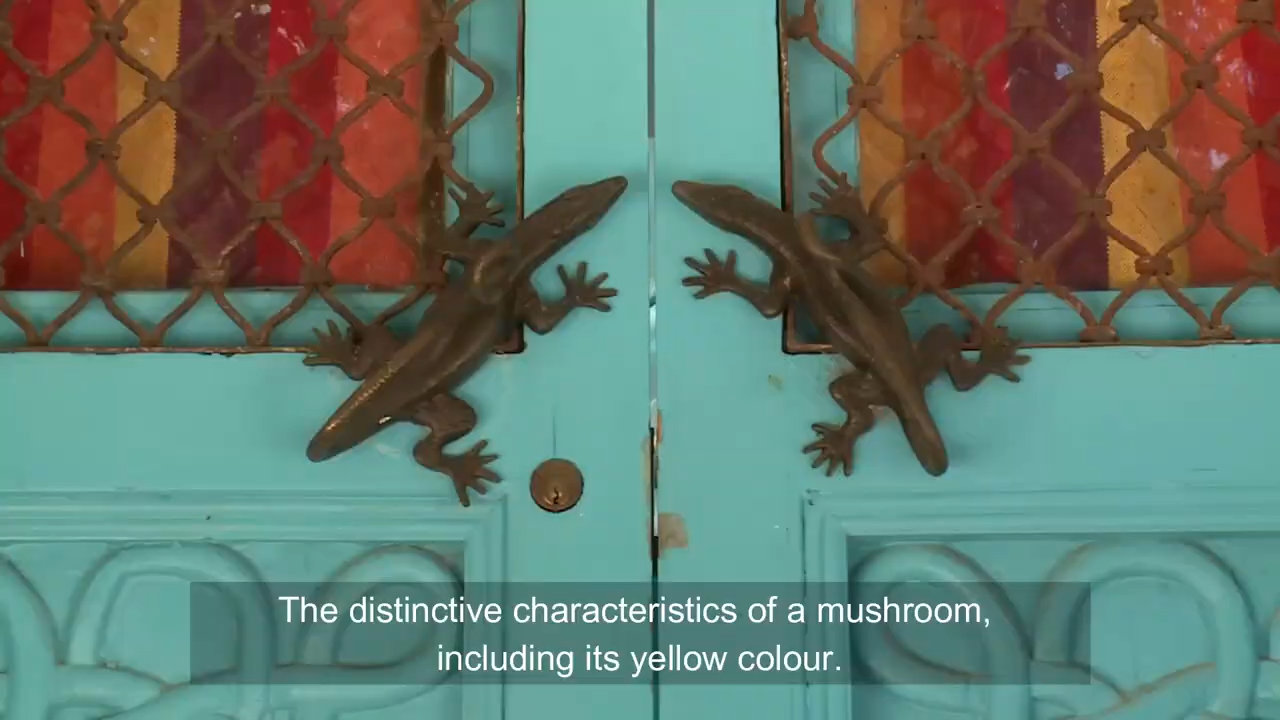 The distinctive characteristics of a mushroom,
including its yellow colour.